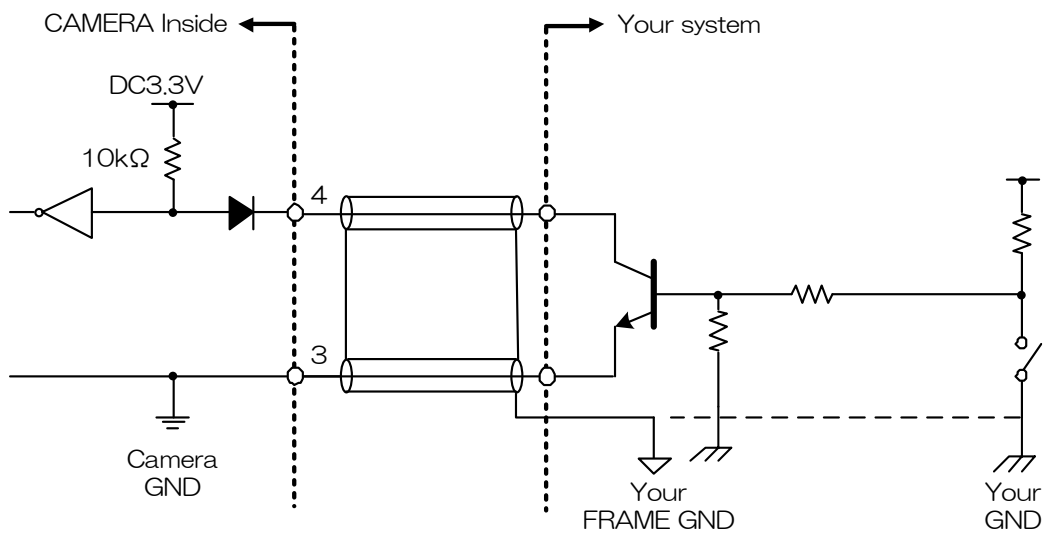 CAMERA Inside
Your system
DC3.3V
10kΩ
4
3
Camera
GND
Your
FRAME GND
Your
GND